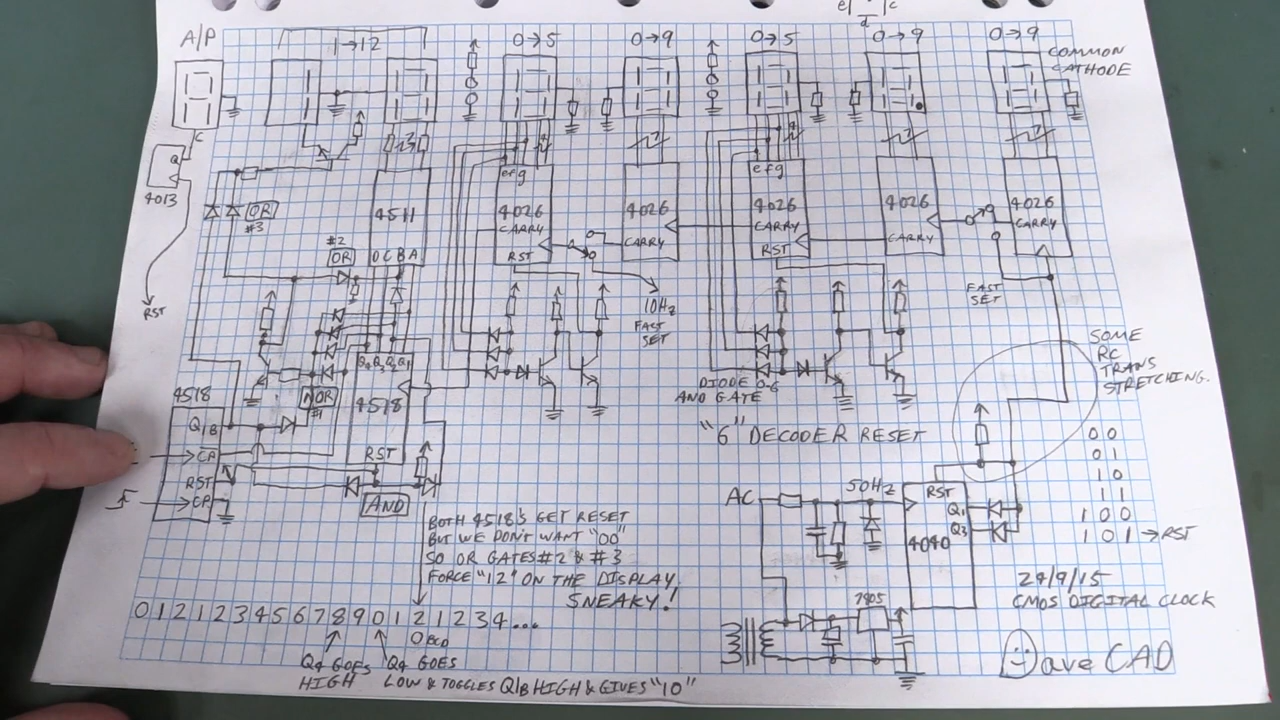 e c
d
A/P
1→12
0→5
0→9
0→5
0→9
0→9
COMMON
CATHODE
C
Q
4013
RST
OR
#3
#2
OR
4511
D C B A
efg
4026
CARRY
RST
4026
CARRY
10Hz
FAST
SET
efg
4026
CARRY
RST
4026
CARRY
4026
CARRY
FAST
SET
SOME
RC
TRANS
STRETCHING.
4518
Q1B
CP
RST
CP
NOR
#1
Q4 Q3 Q2 Q1
4518
RST
AND
DIODE
AND GATE
"6" DECODER RESET
BOTH 4518'S GET RESET
BUT WE DON'T WANT "00"
SO OR GATES #2 & #3
FORCE "12" ON THE DISPLAY
SNEAKY!
0 1 2 1 2 3 4 5 6 7 8 9 0 1 2 1 2 3 4 ...
BCD
Q4 GOES
HIGH
Q4 GOES
LOW & TOGGLES Q1B HIGH & GIVES "10"
AC
50Hz
RST
Q1
Q3
4040
7805
0 0
0 1
1 0
1 1
1 0 0
1 0 1 → RST
24/9/15
CMOS DIGITAL CLOCK
Dave CAD